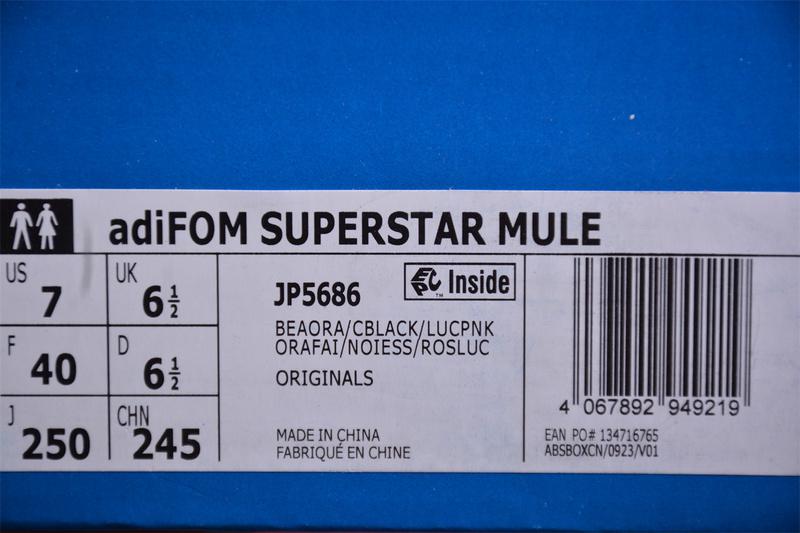 adiFOM SUPERSTAR MULE
US 7 UK 6 1/2
F 40 D 6 1/2
J 250 CHN 245
JP5686 EPC Inside
™
BEAORA/CBLACK/LUCPNK
ORAFAI/NOIESS/ROSLUC
ORIGINALS
MADE IN CHINA
FABRIQUÉ EN CHINE
4 067892 949219
EAN PO# 134716765
ABSBOXCN/0923/V01